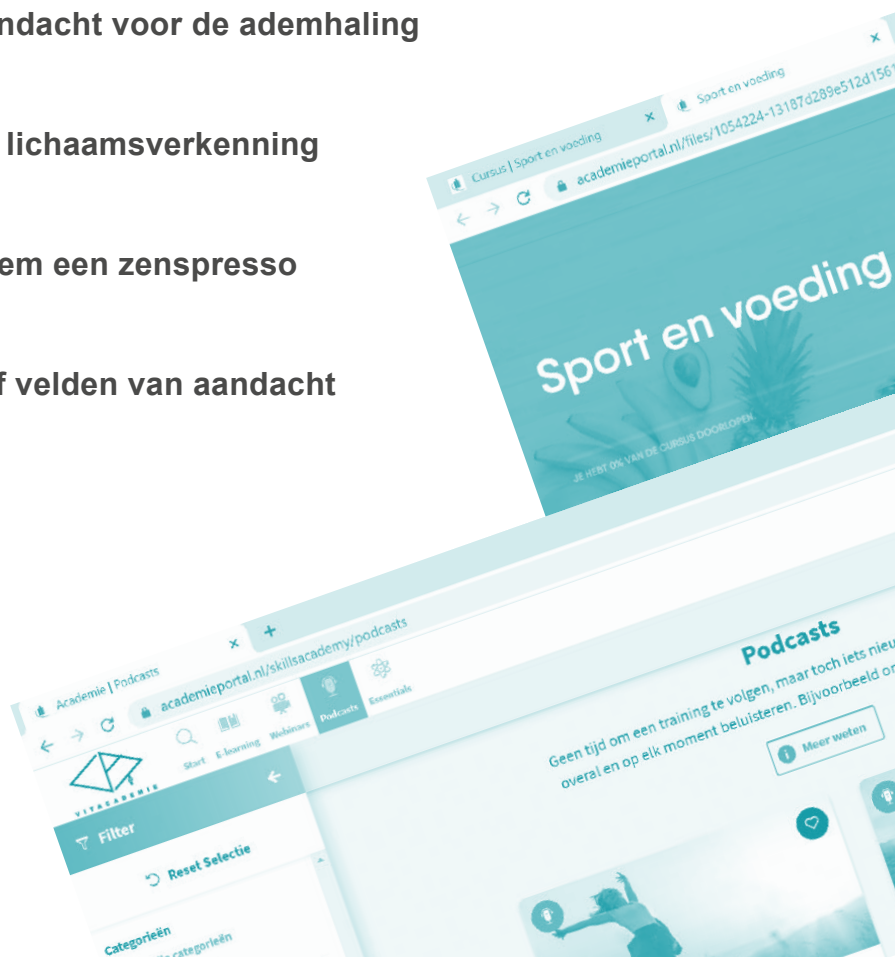 ndacht voor de ademhaling
lichaamsverkenning
em een zenspresso
f velden van aandacht
Cursus | Sport en voeding
Sport en voeding
academieportal.nl/files/1054224-13187d289e512d1561
Sport en voeding
JE HEBT 0% VAN DE CURSUS DOORLOPEN
Academie | Podcasts
academieportal.nl/skillsacademy/podcasts
VITACADEMIE
Start E-learning Webinars Podcasts Essentials
Filter
Reset Selectie
Categorieën
categorieën
Podcasts
Geen tijd om een training te volgen, maar toch iets nieu
overal en op elk moment beluisteren. Bijvoorbeeld on
Meer weten